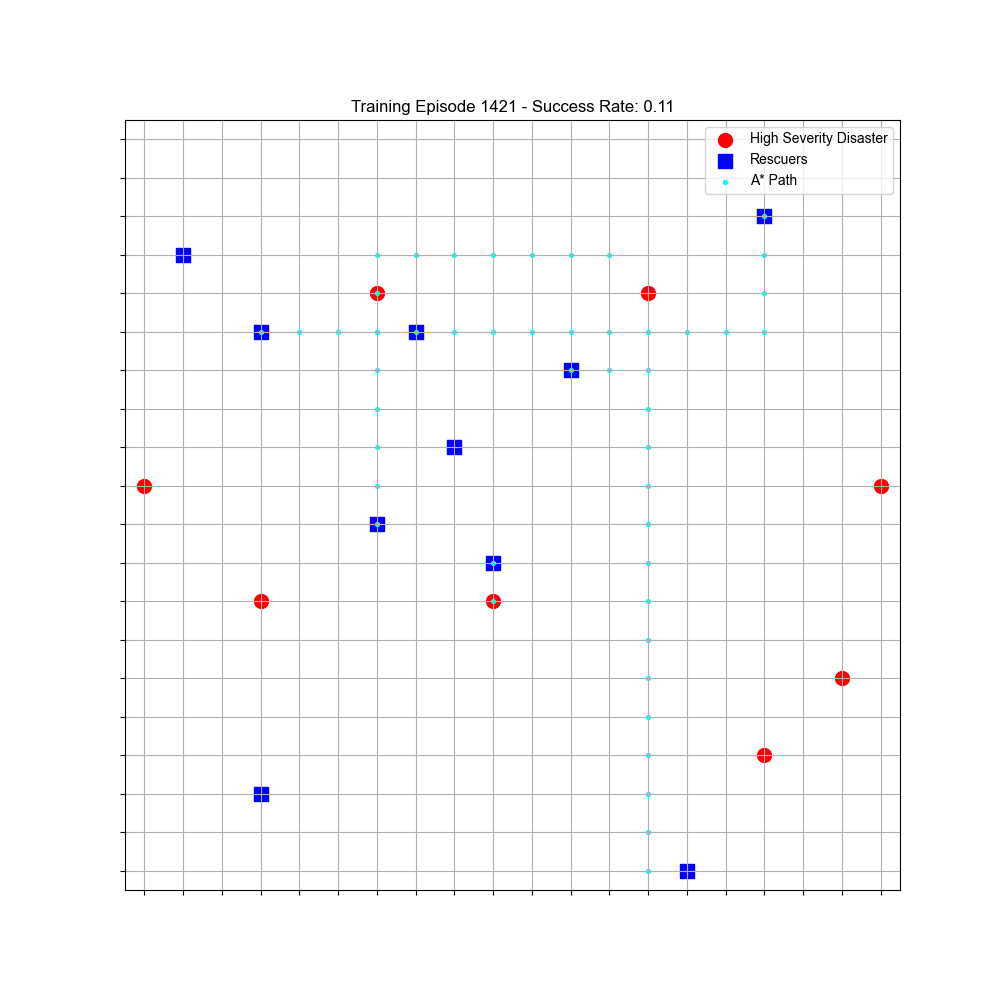 Training Episode 1421 - Success Rate: 0.11
High Severity Disaster
Rescuers
A* Path